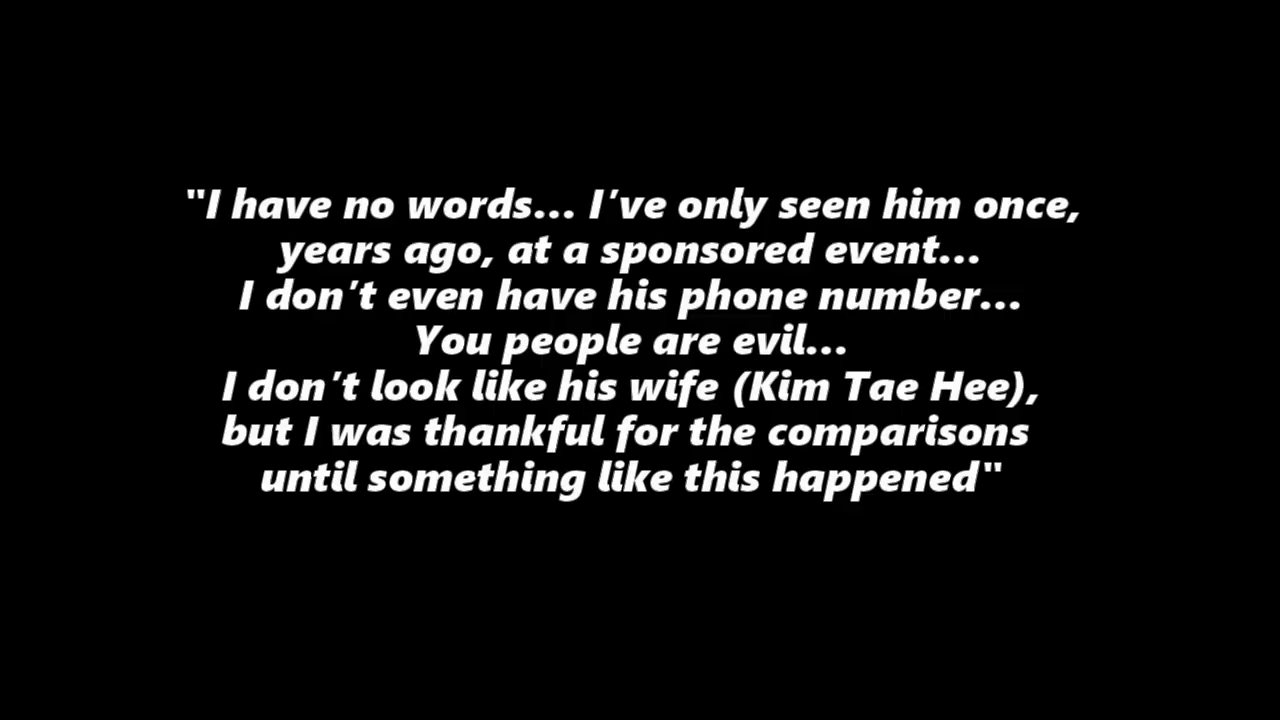 "I have no words... I’ve only seen him once,
years ago, at a sponsored event...
I don’t even have his phone number...
You people are evil...
I don’t look like his wife (Kim Tae Hee),
but I was thankful for the comparisons
until something like this happened"